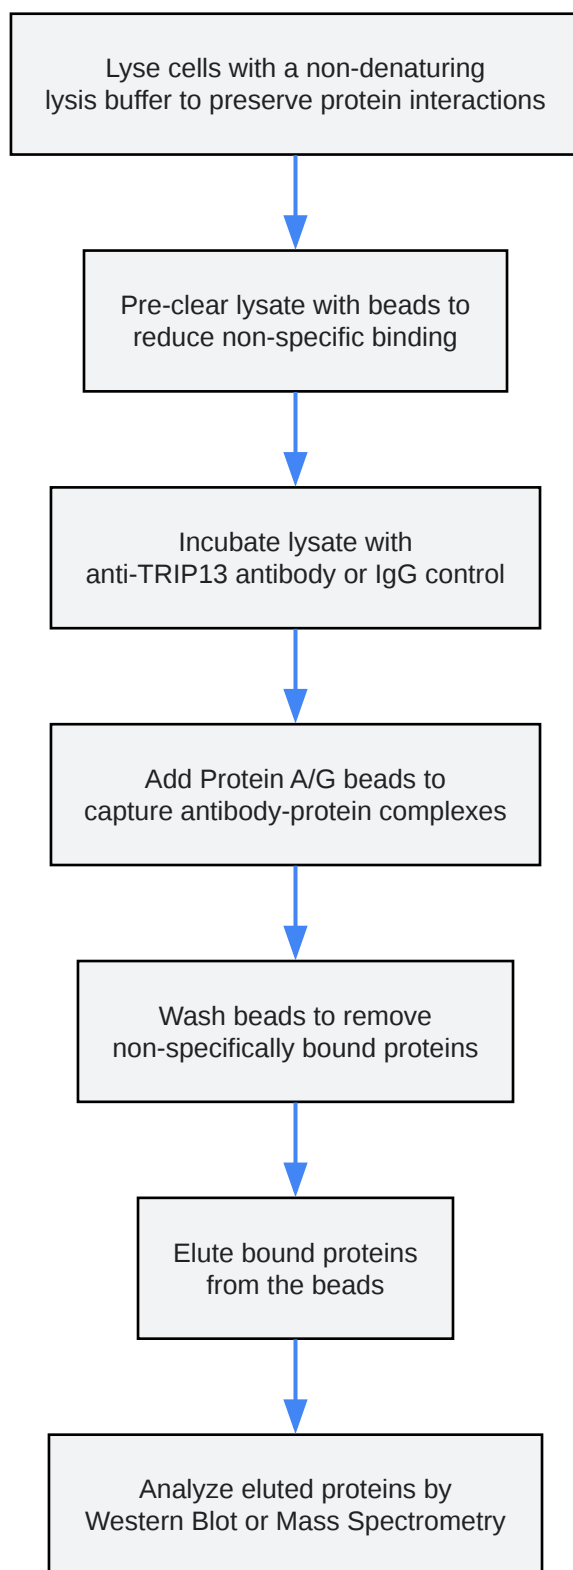 Lyse cells with a non-denaturing
lysis buffer to preserve protein interactions
Pre-clear lysate with beads to
reduce non-specific binding
Incubate lysate with
anti-TRIP13 antibody or IgG control
Add Protein A/G beads to
capture antibody-protein complexes
Wash beads to remove
non-specifically bound proteins
Elute bound proteins
from the beads
Analyze eluted proteins by
Western Blot or Mass Spectrometry